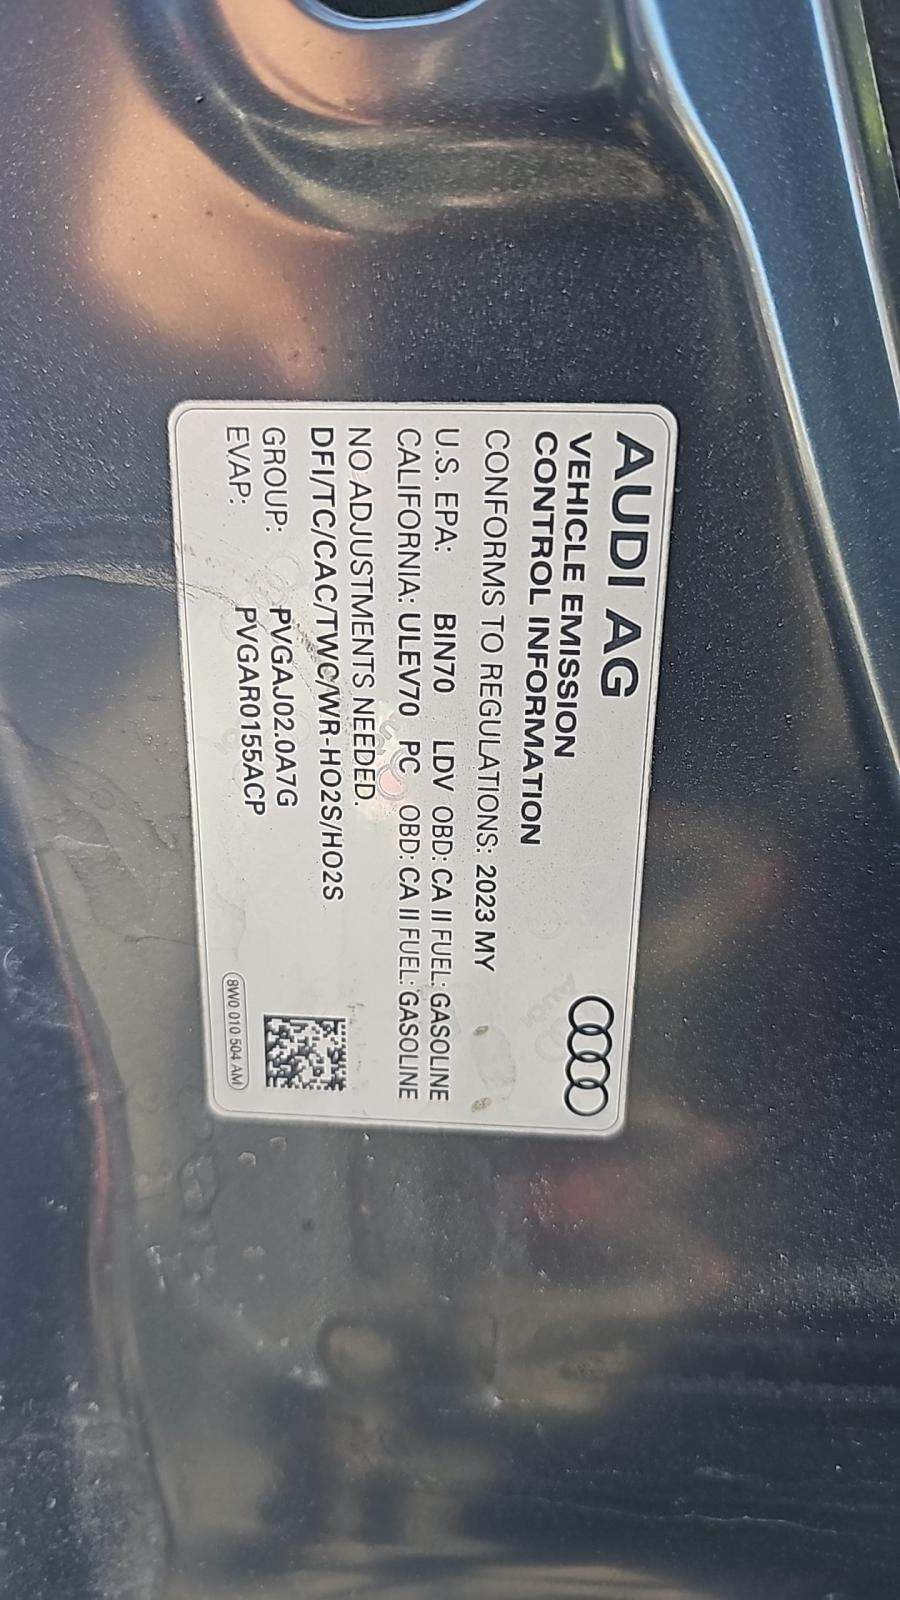 AUDI AG
VEHICLE EMISSION
CONTROL INFORMATION
CONFORMS TO REGULATIONS: 2023 MY
U.S. EPA: BIN70 LDV OBD: CA II FUEL: GASOLINE
CALIFORNIA: ULEV70 PC OBD: CA II FUEL: GASOLINE
NO ADJUSTMENTS NEEDED.
DFI/TC/CAC/TWC/WR-HO2S/HO2S
GROUP: PVGAJ02.0A7G
EVAP: PVGAR0155ACP
8W0 010 504 AM